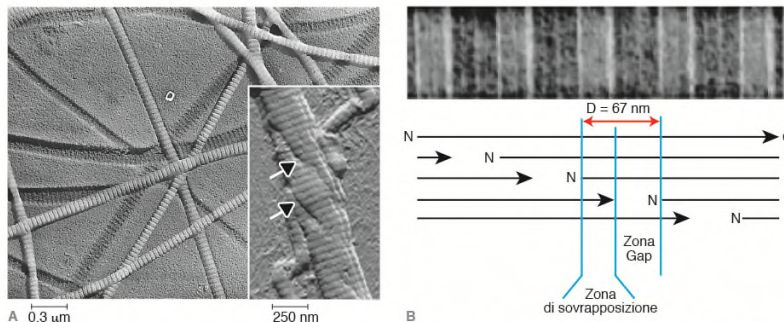 A
0.3 µm
250 nm
B
D = 67 nm
N
N
N
N
N
Zona
Gap
Zona
di sovrapposizione